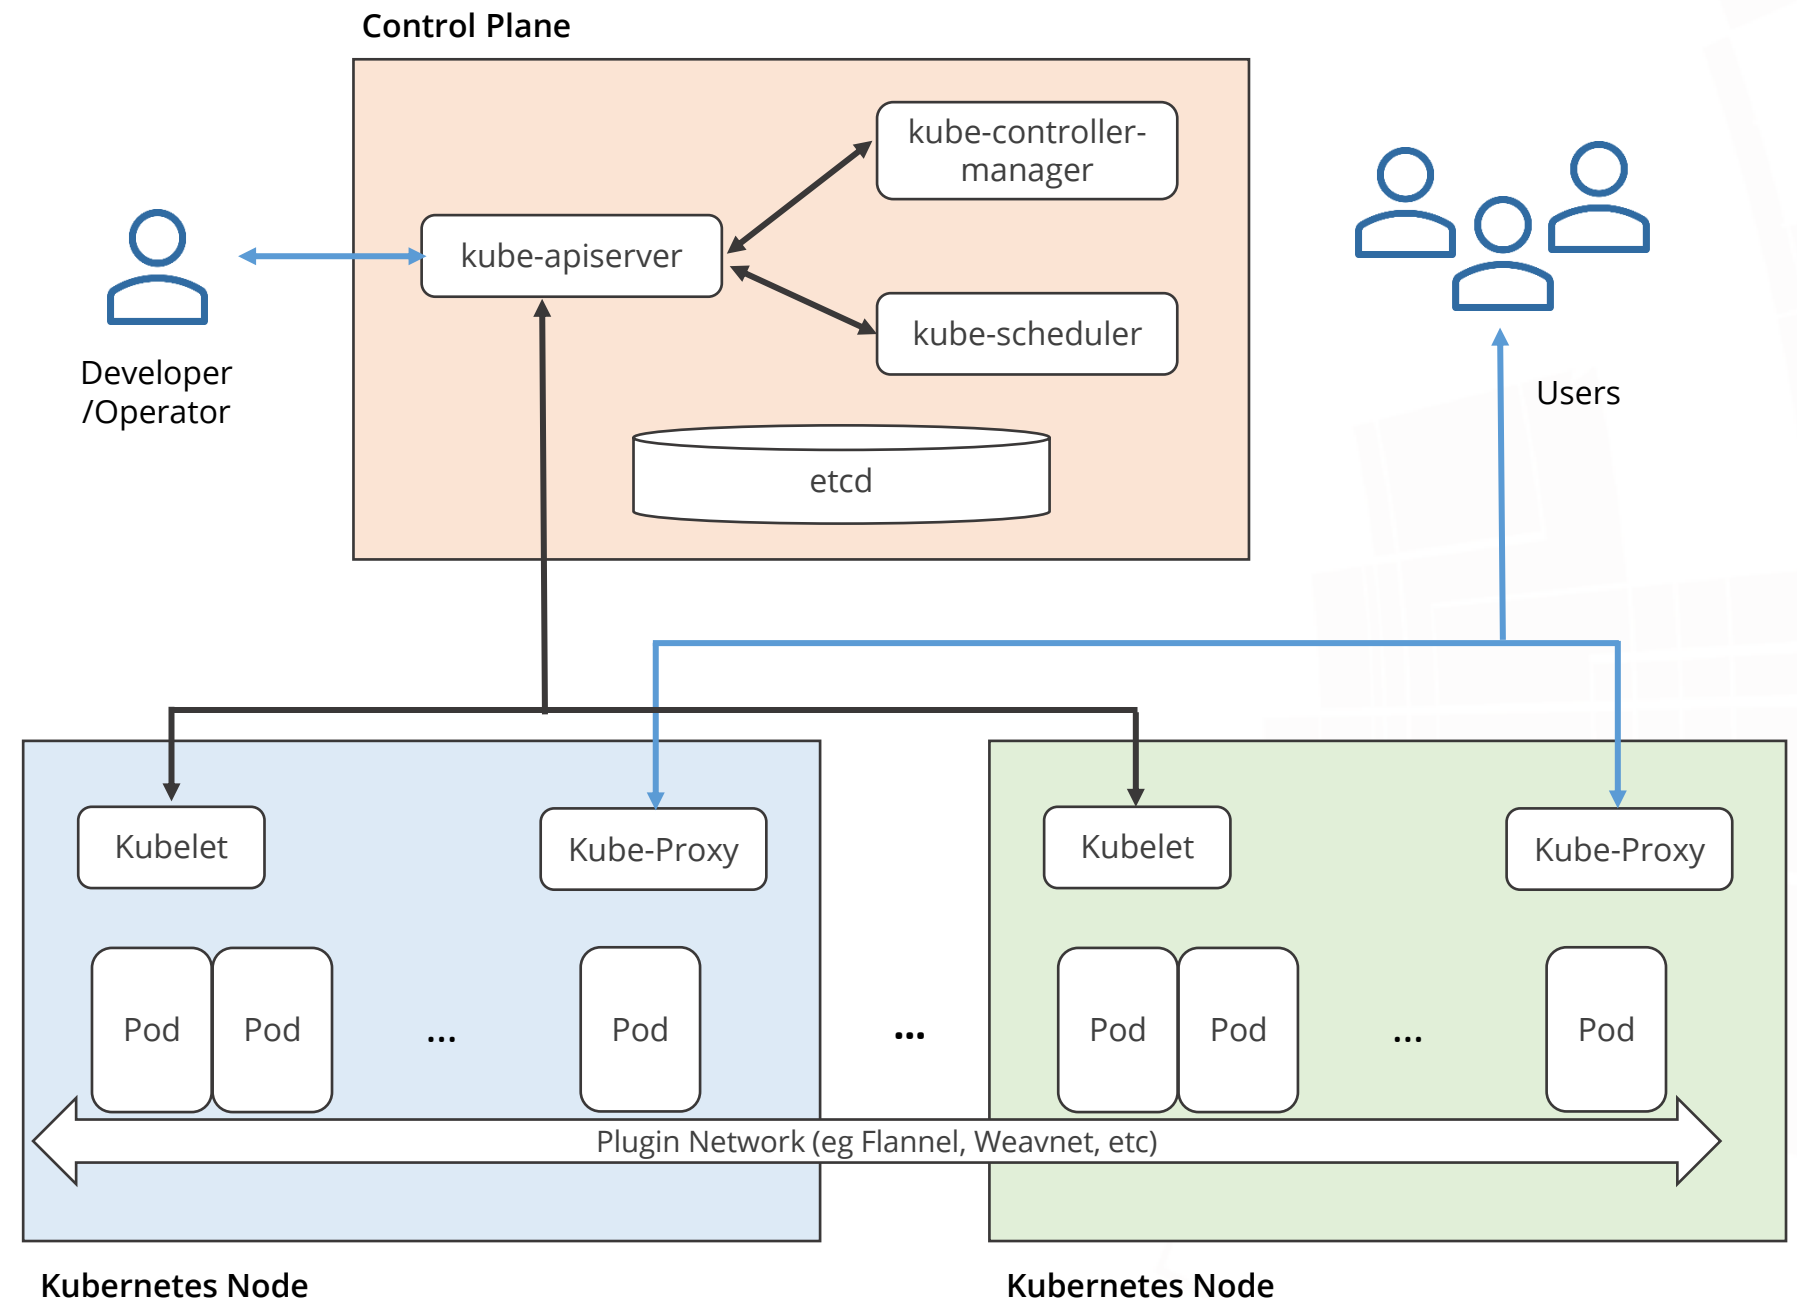 Control Plane
kube-controller-
manager
kube-apiserver
kube-scheduler
Developer
/Operator
Users
etcd
Kubelet
Kube-Proxy
Kubelet
Kube-Proxy
Pod
Pod
...
Pod
...
Pod
Pod
...
Pod
Plugin Network (eg Flannel, Weavnet, etc)
Kubernetes Node
Kubernetes Node